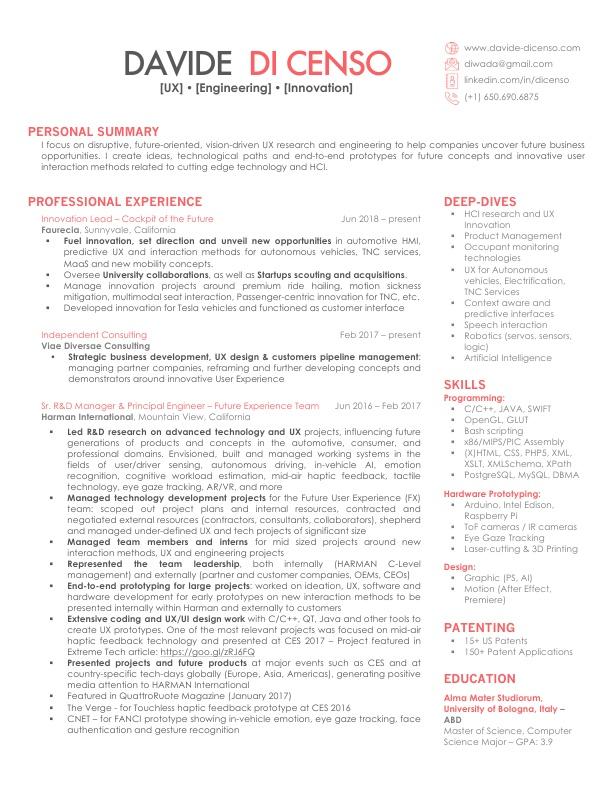 DAVIDE DI CENSO
[UX] • [Engineering] • [Innovation]
www.davide-dicenso.com
diwada@gmail.com
linkedin.com/in/dicenso
(+1) 650.690.6875
PERSONAL SUMMARY
I focus on disruptive, future-oriented, vision-driven UX research and engineering to help companies uncover future business
opportunities. I create ideas, technological paths and end-to-end prototypes for future concepts and innovative user
interaction methods related to cutting edge technology and HCI.
PROFESSIONAL EXPERIENCE
Innovation Lead – Cockpit of the Future Jun 2018 – present
Faurecia, Sunnyvale, California
▪ Fuel innovation, set direction and unveil new opportunities in automotive HMI,
predictive UX and interaction methods for autonomous vehicles, TNC services,
MaaS and new mobility concepts.
▪ Oversee University collaborations, as well as Startups scouting and acquisitions.
▪ Manage innovation projects around premium ride hailing, motion sickness
mitigation, multimodal seat interaction, Passenger-centric innovation for TNC, etc.
▪ Developed innovation for Tesla vehicles and functioned as customer interface
Independent Consulting Feb 2017 – present
Viae Diversae Consulting
▪ Strategic business development, UX design & customers pipeline management:
managing partner companies, reframing and further developing concepts and
demonstrators around innovative User Experience
Sr. R&D Manager & Principal Engineer – Future Experience Team Jun 2016 – Feb 2017
Harman International, Mountain View, California
▪ Led R&D research on advanced technology and UX projects, influencing future
generations of products and concepts in the automotive, consumer, and
professional domains. Envisioned, built and managed working systems in the
fields of user/driver sensing, autonomous driving, in-vehicle AI, emotion
recognition, cognitive workload estimation, mid-air haptic feedback, tactile
technology, eye gaze tracking, AR/VR, and more
▪ Managed technology development projects for the Future User Experience (FX)
team: scoped out project plans and internal resources, contracted and
negotiated external resources (contractors, consultants, collaborators), shepherd
and managed under-defined UX and tech projects of significant size
▪ Managed team members and interns for mid sized projects around new
interaction methods, UX and engineering projects
▪ Represented the team leadership, both internally (HARMAN C-Level
management) and externally (partner and customer companies, OEMs, CEOs)
▪ End-to-end prototyping for large projects: worked on ideation, UX, software and
hardware development for early prototypes on new interaction methods to be
presented internally within Harman and externally to customers
▪ Extensive coding and UX/UI design work with C/C++, QT, Java and other tools to
create UX prototypes. One of the most relevant projects was focused on mid-air
haptic feedback technology and presented at CES 2017 – Project featured in
Extreme Tech article: https://goo.gl/zRJ6FQ
▪ Presented projects and future products at major events such as CES and at
country-specific tech-days globally (Europe, Asia, Americas), generating positive
media attention to HARMAN International
▪ Featured in QuattroRuote Magazine (January 2017)
▪ The Verge - for Touchless haptic feedback prototype at CES 2016
▪ CNET – for FANCI prototype showing in-vehicle emotion, eye gaze tracking, face
authentication and gesture recognition
DEEP-DIVES
▪ HCI research and UX
Innovation
▪ Product Management
▪ Occupant monitoring
technologies
▪ UX for Autonomous
vehicles, Electrification,
TNC Services
▪ Context aware and
predictive interfaces
▪ Speech interaction
▪ Robotics (servos, sensors,
logic)
▪ Artificial Intelligence
SKILLS
Programming:
▪ C/C++, JAVA, SWIFT
▪ OpenGL, GLUT
▪ Bash scripting
▪ x86/MIPS/PIC Assembly
▪ (X)HTML, CSS, PHP5, XML,
XSLT, XMLSchema, XPath
▪ PostgreSQL, MySQL, DBMA
Hardware Prototyping:
▪ Arduino, Intel Edison,
Raspberry Pi
▪ ToF cameras / IR cameras
▪ Eye Gaze Tracking
▪ Laser-cutting & 3D Printing
Design:
▪ Graphic (PS, AI)
▪ Motion (After Effect,
Premiere)
PATENTING
▪ 15+ US Patents
▪ 150+ Patent Applications
EDUCATION
Alma Mater Studiorum,
University of Bologna, Italy –
ABD
Master of Science, Computer
Science Major – GPA: 3.9